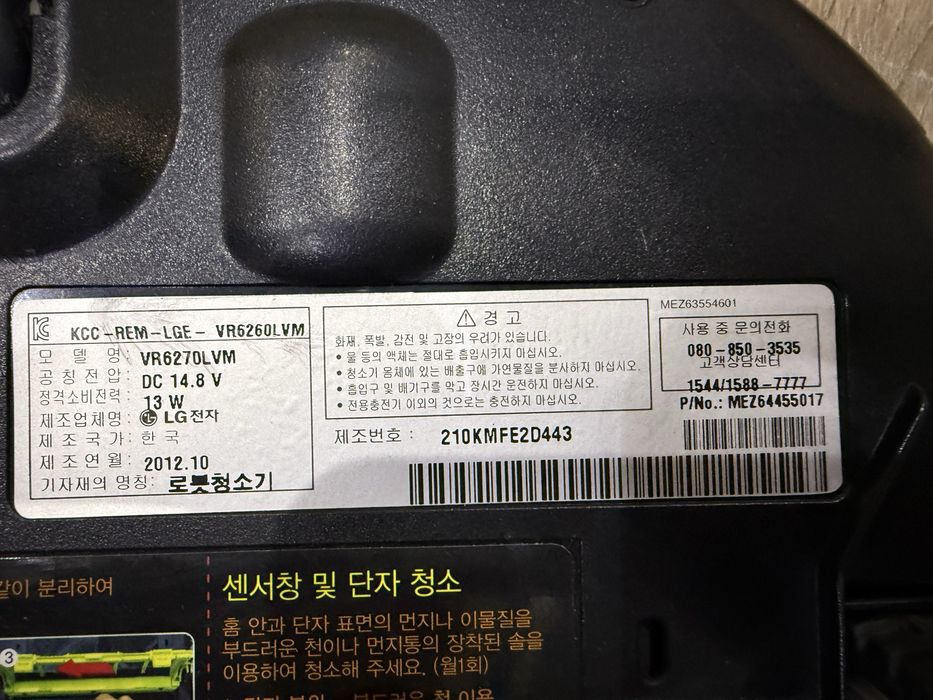 KCC-REM-LGE- VR6260LVM
모 델 명: VR6270LVM
공 칭 전 압: DC 14.8 V
정격소비전력: 13 W
제조업체명: LG전자
제 조 국 가: 한 국
제 조 연 월: 2012.10
기자재의 명칭: 로봇청소기
경 고
화재, 폭발, 감전 및 고장의 우려가 있습니다.
• 물 등의 액체는 절대로 흡입시키지 마십시오.
• 청소기 몸체에 있는 배출구에 가연물질을 분사하지 마십시오.
• 흡입구 및 배기구를 막고 장시간 운전하지 마십시오.
• 전용충전기 이외의 것으로는 충전하지 마십시오.
제조번호 : 210KMFE2D443
MEZ63554601
사용 중 문의전화
080-850-3535
고객상담센터
1544/1588-7777
P/No.: MEZ64455017
같이 분리하여
3
센서창 및 단자 청소
홈 안과 단자 표면의 먼지나 이물질을
부드러운 천이나 먼지통의 장착된 솔을
이용하여 청소해 주세요. (월1회)